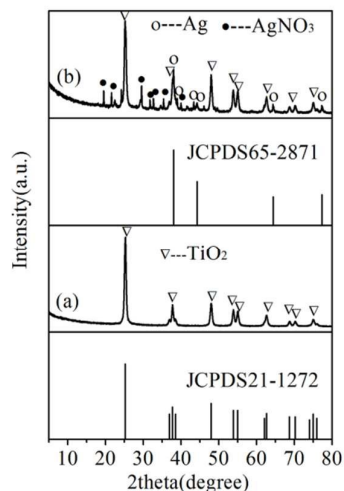 o---Ag ●---AgNO₃
(b)
JCPDS65-2871
▽---TiO₂
(a)
JCPDS21-1272
Intensity(a.u.)
10 20 30 40 50 60 70 80
2theta(degree)